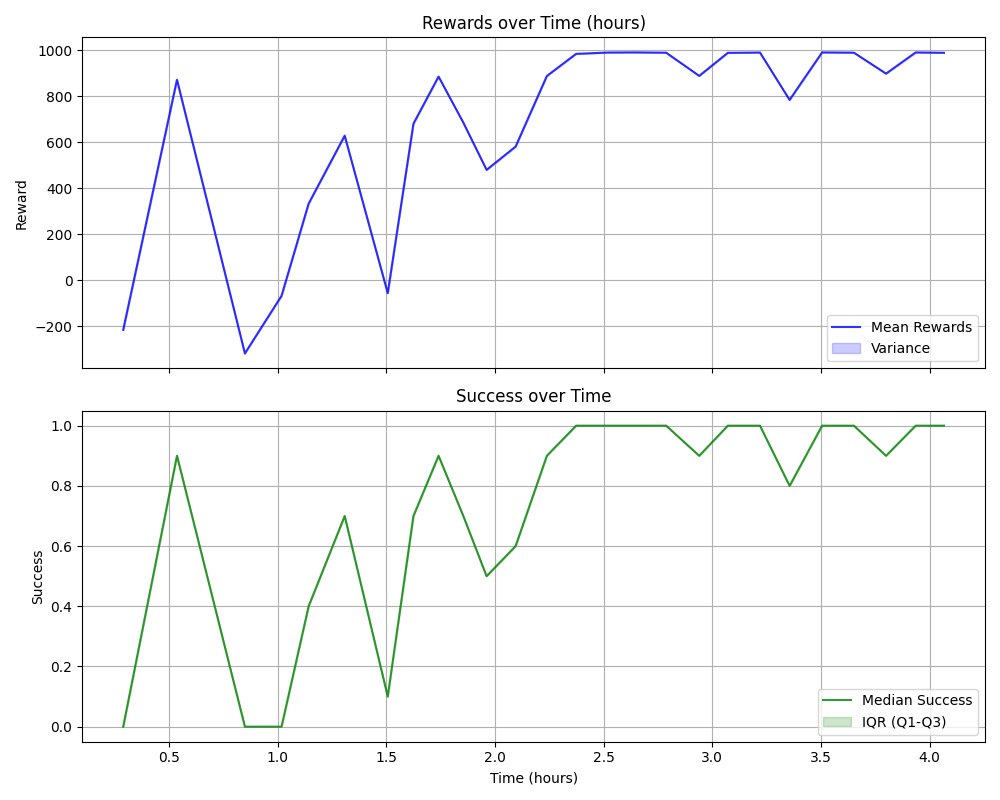 Rewards over Time (hours)
1000
800
600
400
200
0
−200
Reward
Mean Rewards
Variance
Success over Time
1.0
0.8
0.6
0.4
0.2
0.0
Success
Median Success
IQR (Q1-Q3)
0.5 1.0 1.5 2.0 2.5 3.0 3.5 4.0
Time (hours)